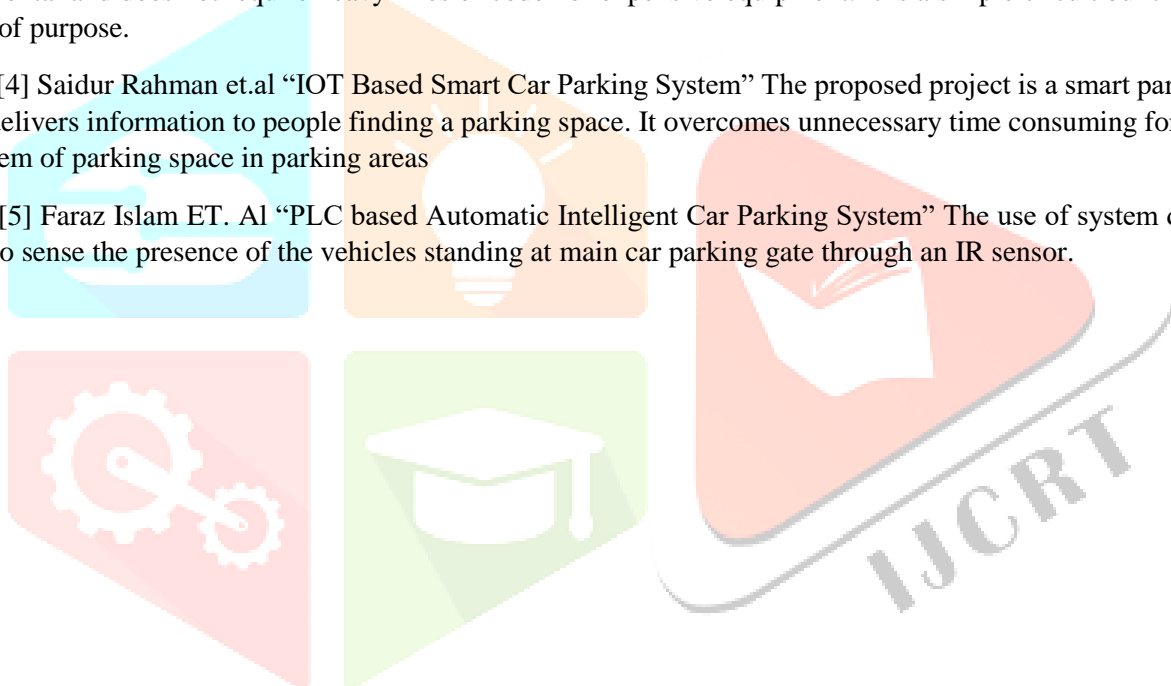 of purpose.
[4] Saidur Rahman et.al “IOT Based Smart Car Parking System” The proposed project is a smart par
elivers information to people finding a parking space. It overcomes unnecessary time consuming fo
em of parking space in parking areas
[5] Faraz Islam ET. Al “PLC based Automatic Intelligent Car Parking System” The use of system
o sense the presence of the vehicles standing at main car parking gate through an IR sensor.
IJCRT